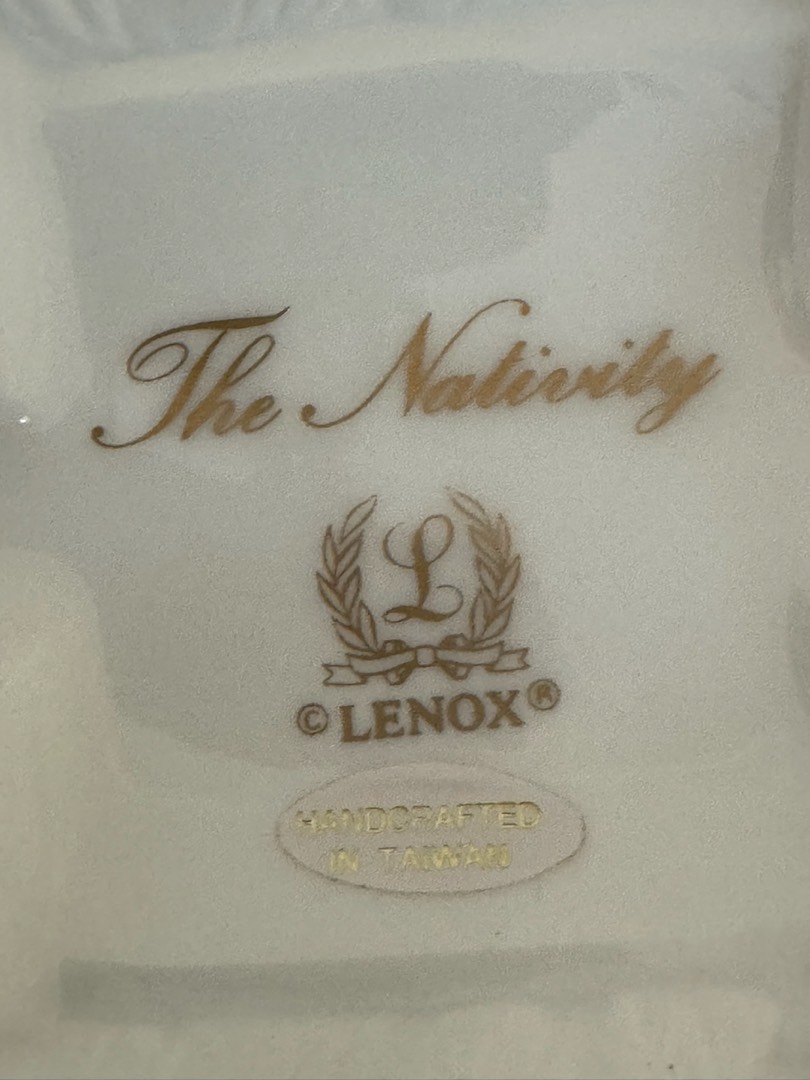 The Nativity
L
© LENOX ®
HANDCRAFTED
IN TAIWAN